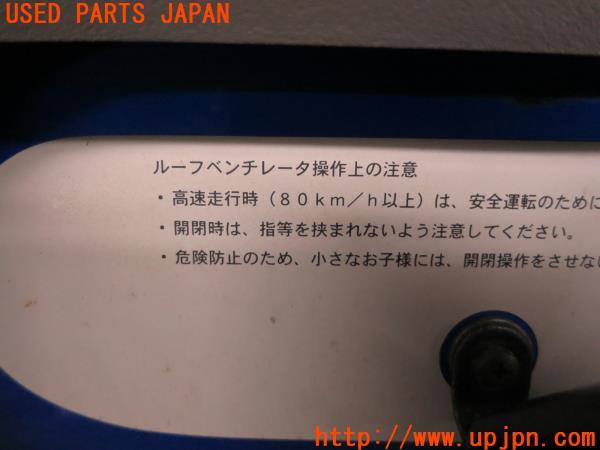 USED PARTS JAPAN
ルーフベンチレータ操作上の注意
・高速走行時（８０ｋｍ／ｈ以上）は、安全運転のために
・開閉時は、指等を挟まれないよう注意してください。
・危険防止のため、小さなお子様には、開閉操作をさせない
http://www.upjpn.com